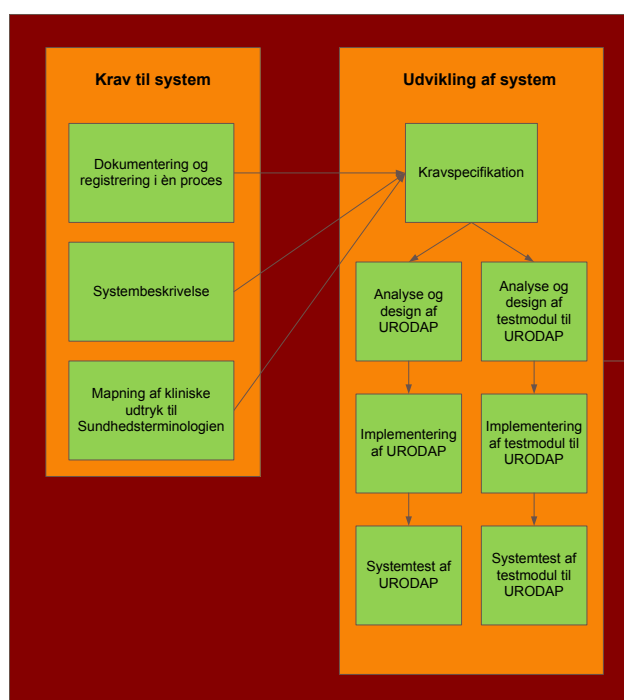 Krav til system
Dokumentering og
registrering i èn proces
Systembeskrivelse
Mapning af kliniske
udtryk til
Sundhedsterminologien
Udvikling af system
Kravspecifikation
Analyse og
design af
URODAP
Analyse og
design af
testmodul til
URODAP
Implementering
af URODAP
Implementering
af testmodul til
URODAP
Systemtest af
URODAP
Systemtest af
testmodul til
URODAP